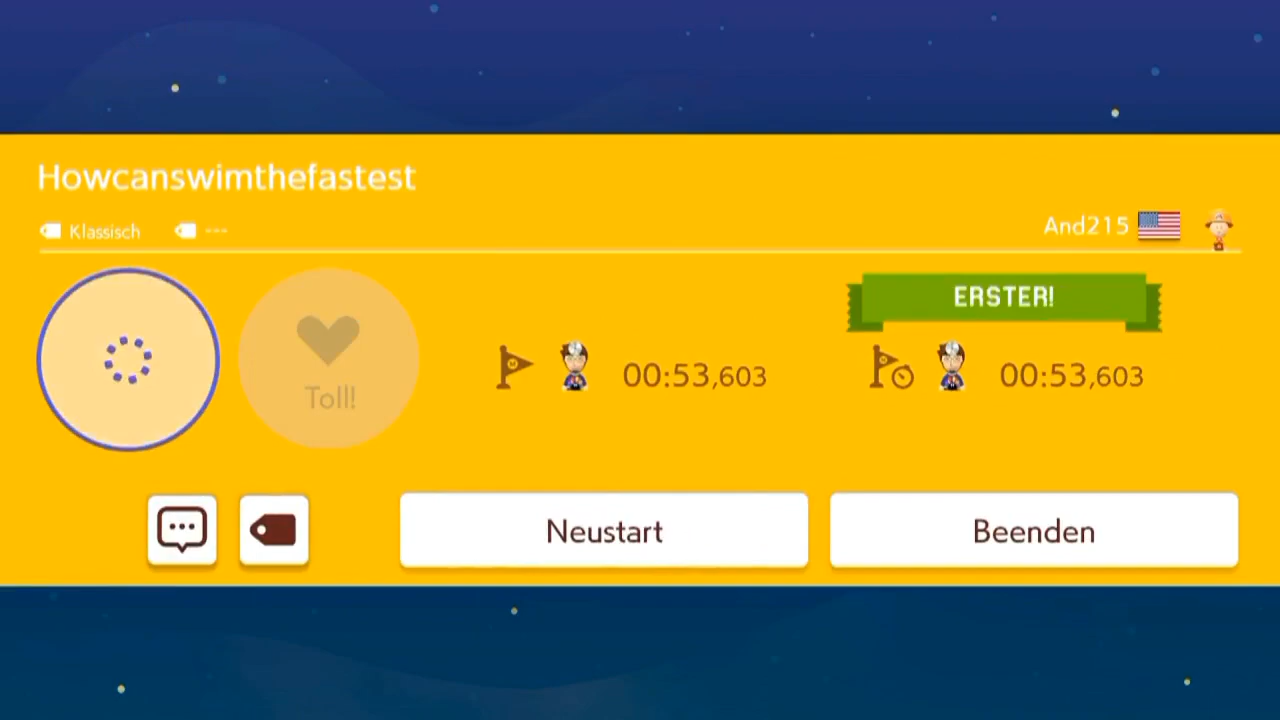 Howcanswimthefastest
Klassisch ---
And215
ERSTER!
Toll!
00:53,603
00:53,603
Neustart
Beenden